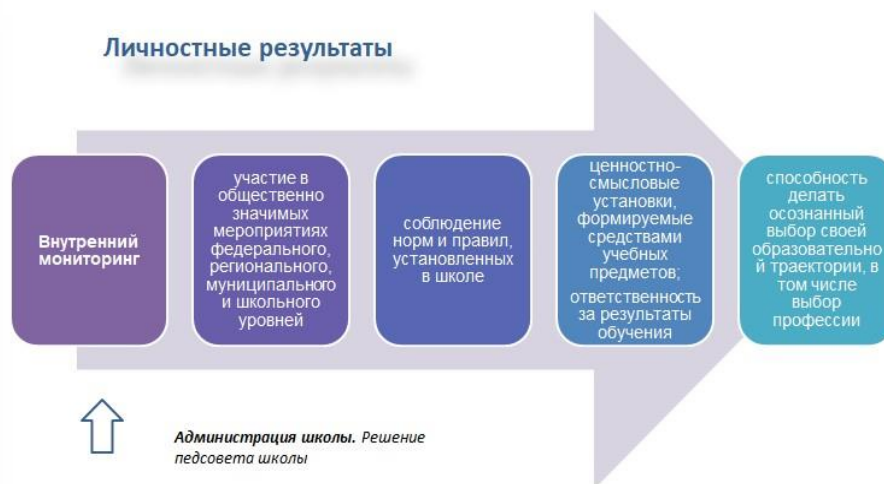 Личностные результаты
Внутренний
мониторинг
участие в
общественно
значимых
мероприятиях
федерального,
регионального,
муниципального
и школьного
уровней
соблюдение
норм и правил,
установленных
в школе
ценностно-
смысловые
установки,
формируемые
средствами
учебных
предметов;
ответственность
за результаты
обучения
способность
делать
осознанный
выбор своей
образовательно
й траектории, в
том числе
выбор
профессии
Администрация школы. Решение
педсовета школы